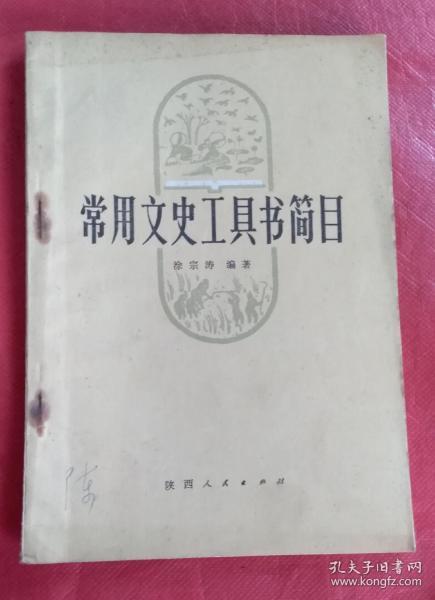 常用文史工具书简目
徐宗涛 编著
陕西人民出版社
陈
孔夫子旧书网
www.kongfz.com